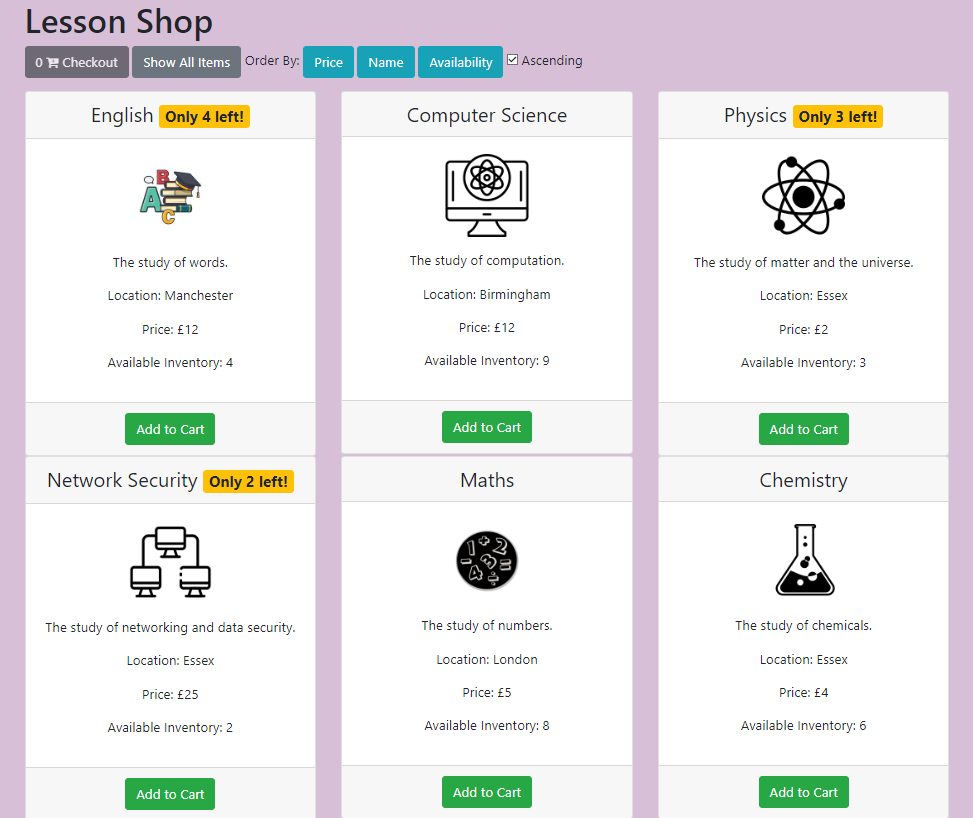 Lesson Shop
0 Checkout Show All Items Order By: Price Name Availability Ascending
English Only 4 left!
A B C
The study of words.
Location: Manchester
Price: £12
Available Inventory: 4
Add to Cart
Computer Science
The study of computation.
Location: Birmingham
Price: £12
Available Inventory: 9
Add to Cart
Physics Only 3 left!
The study of matter and the universe.
Location: Essex
Price: £2
Available Inventory: 3
Add to Cart
Network Security Only 2 left!
The study of networking and data security.
Location: Essex
Price: £25
Available Inventory: 2
Add to Cart
Maths
1 + 2
- 3 =
4 ÷
The study of numbers.
Location: London
Price: £5
Available Inventory: 8
Add to Cart
Chemistry
The study of chemicals.
Location: Essex
Price: £4
Available Inventory: 6
Add to Cart